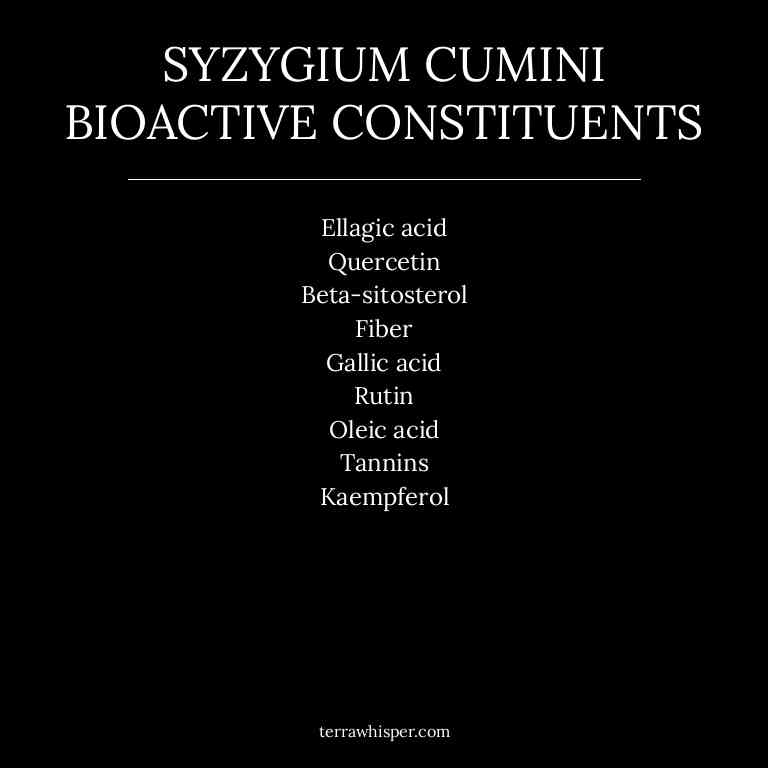 SYZYGIUM CUMINI
BIOACTIVE CONSTITUENTS
Ellagic acid
Quercetin
Beta-sitosterol
Fiber
Gallic acid
Rutin
Oleic acid
Tannins
Kaempferol
terrawhisper.com